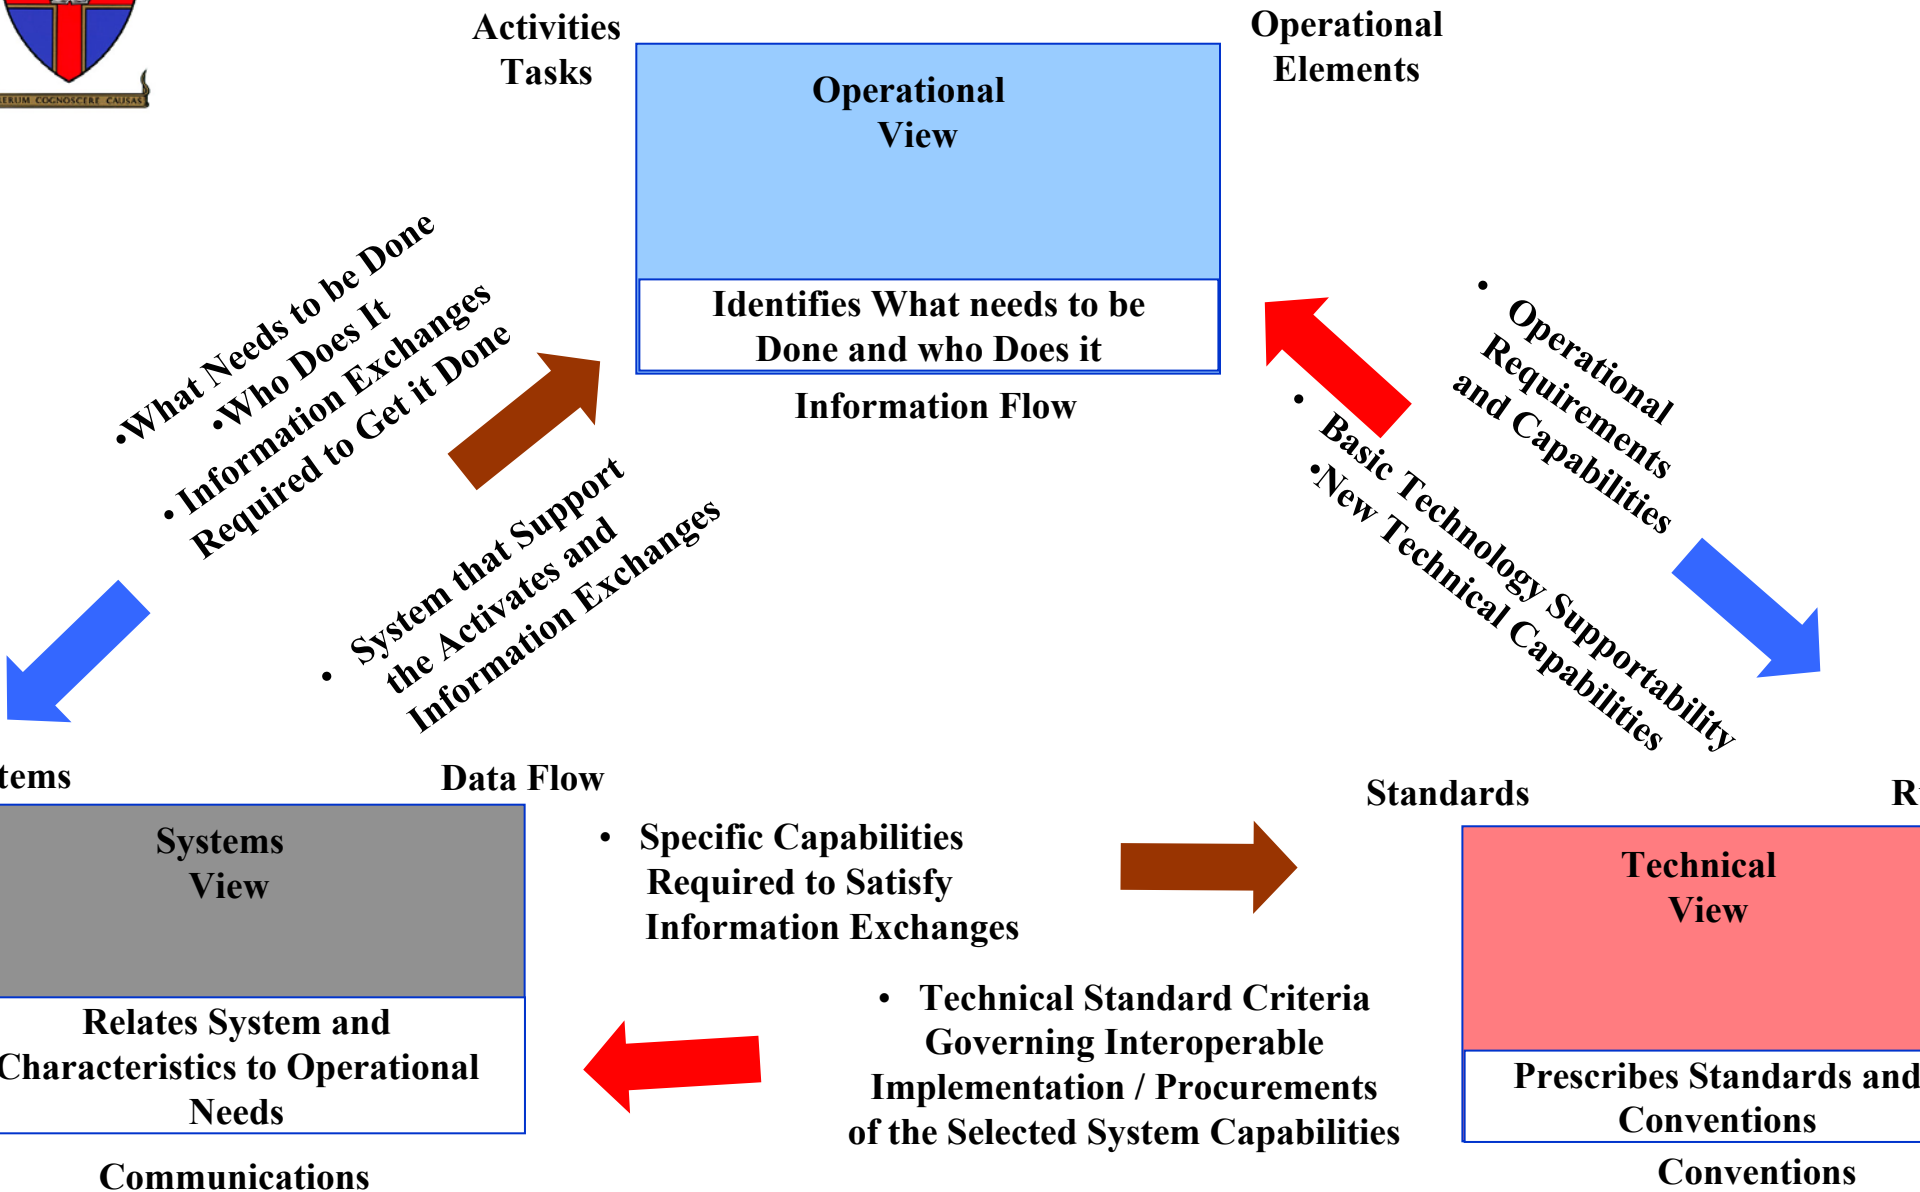 Activities
Tasks
Operational
Elements
Operational
View
Identifies What needs to be
Done and who Does it
Information Flow
•What Needs to be Done
•Who Does It
• Information Exchanges
Required to Get it Done
• System that Support
the Activates and
Information Exchanges
• Operational
Requirements
and Capabilities
• Basic Technology Supportability
•New Technical Capabilities
Data Flow
Systems
View
Relates System and
Characteristics to Operational
Needs
Communications
• Specific Capabilities
Required to Satisfy
Information Exchanges
• Technical Standard Criteria
Governing Interoperable
Implementation / Procurements
of the Selected System Capabilities
Standards
Technical
View
Prescribes Standards and
Conventions
Conventions
COGNOSCERE CAUSAS